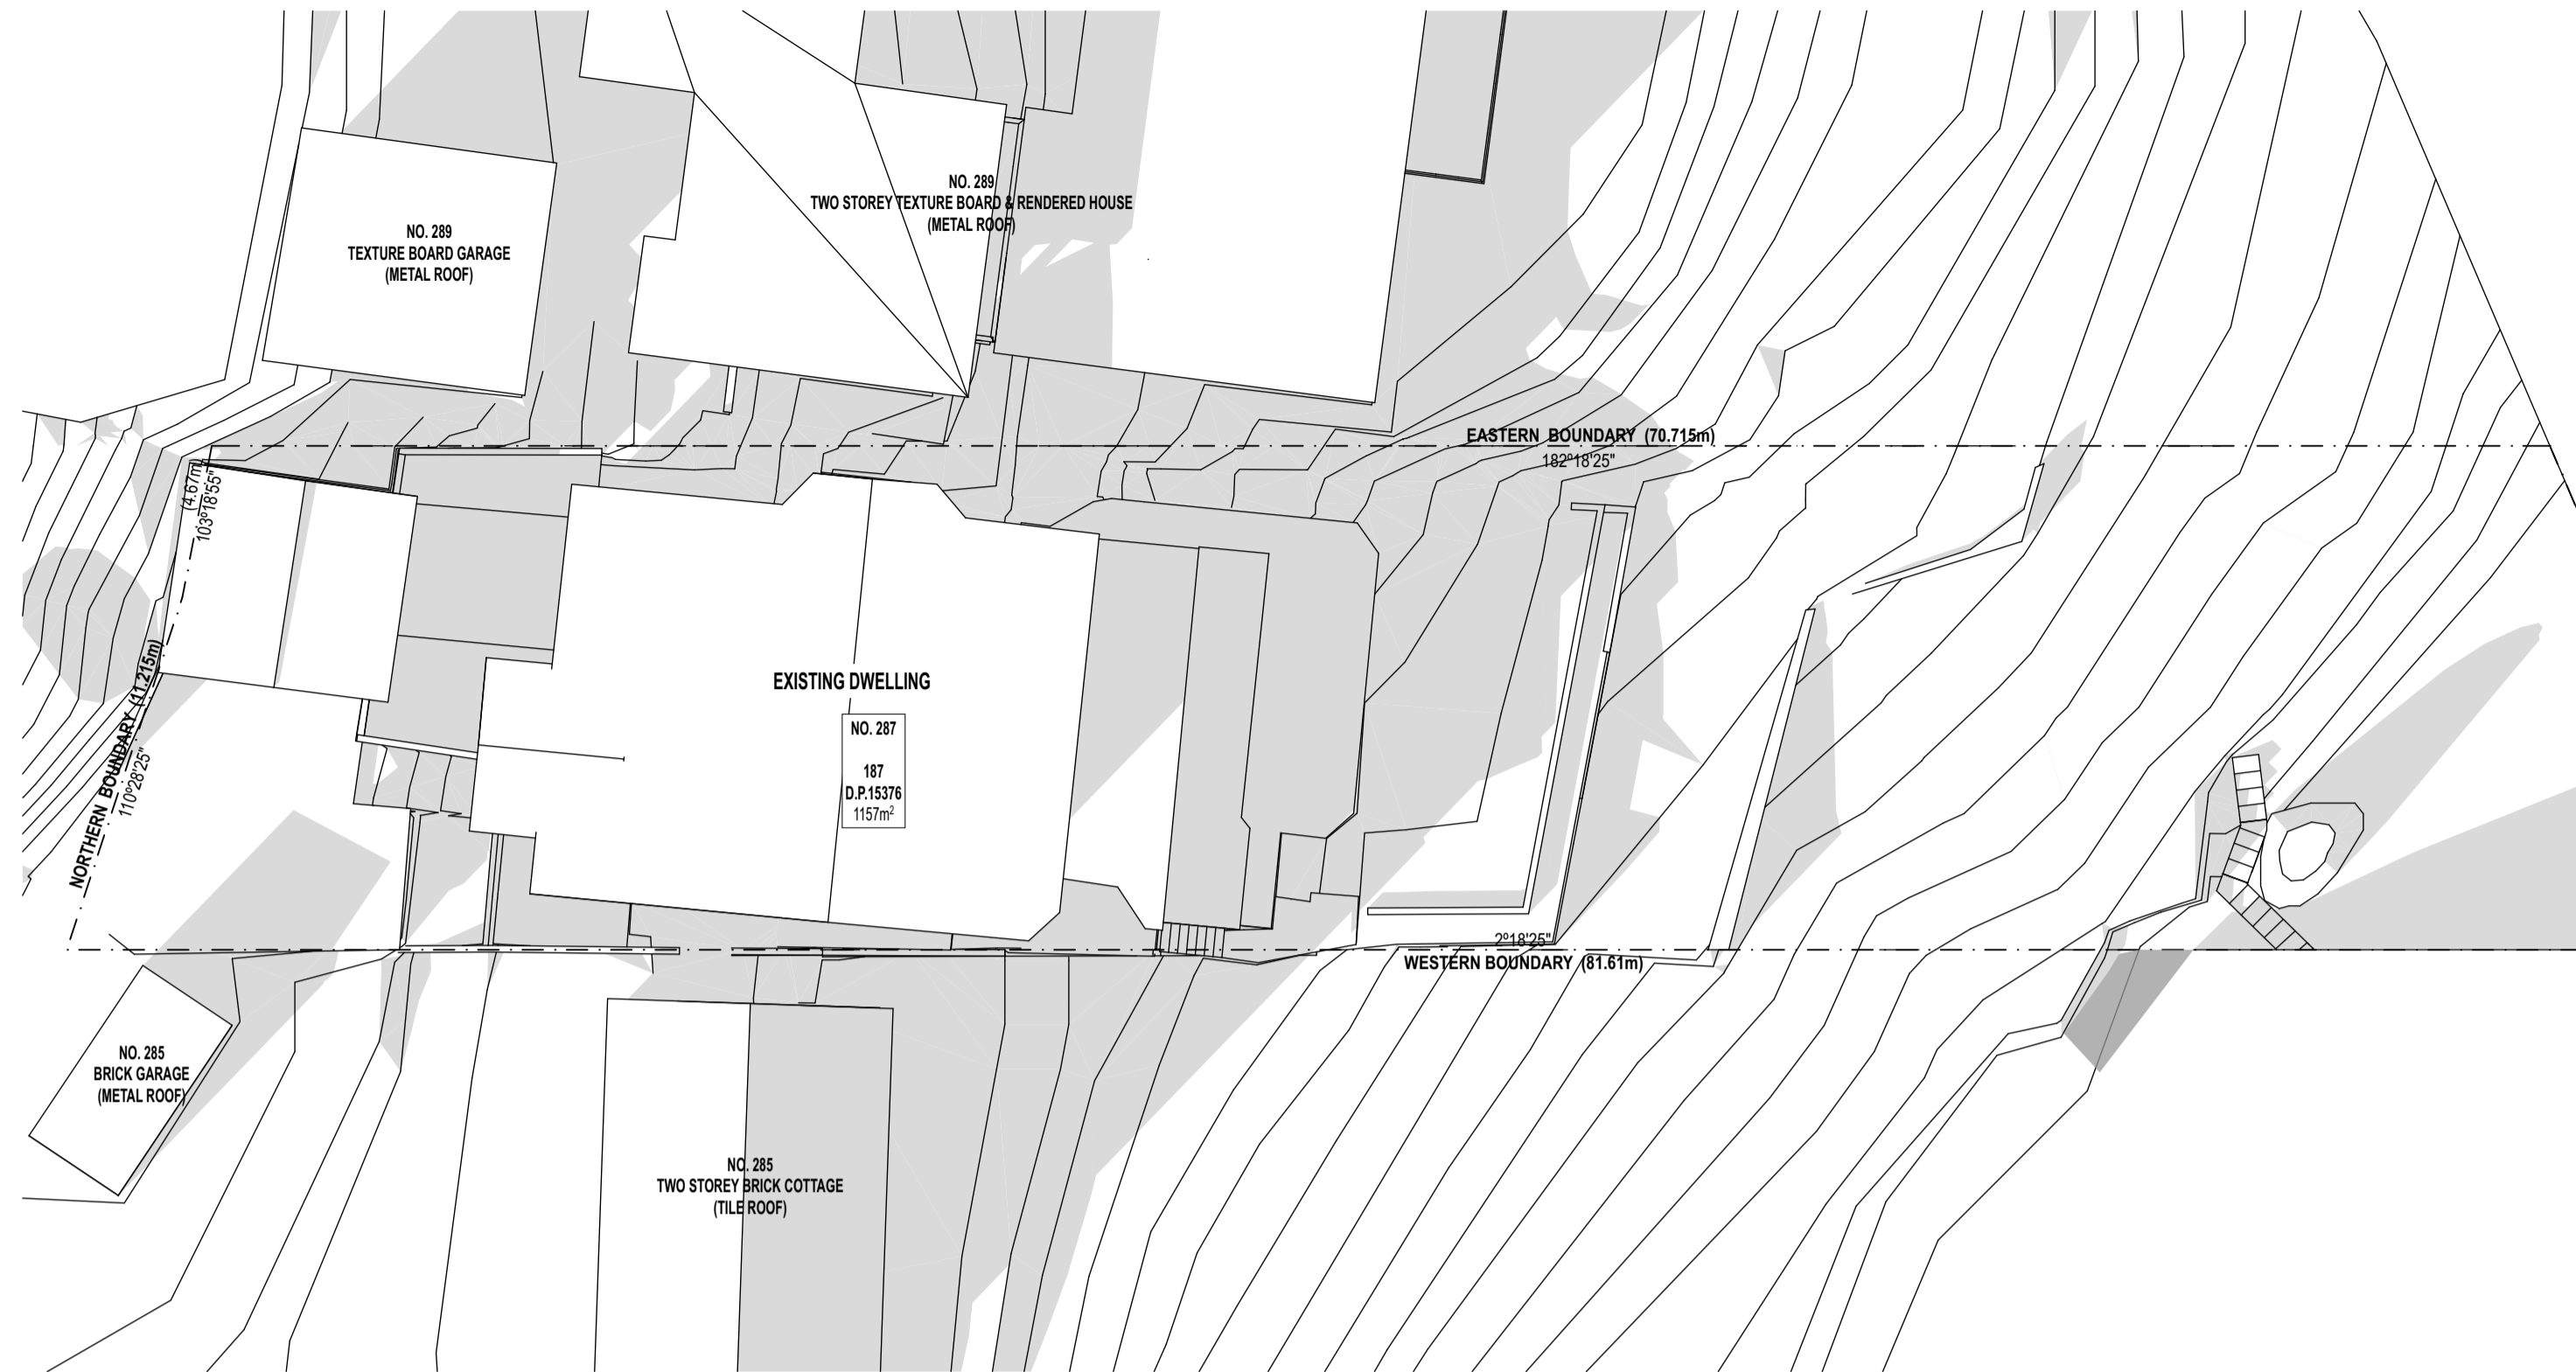 NO. 289
TWO STOREY TEXTURE BOARD & RENDERED HOUSE
(METAL ROOF)
NO. 289
TEXTURE BOARD GARAGE
(METAL ROOF)
EASTERN BOUNDARY (70.715m)
182°18'25"
(4.67m)
103°18'55"
NORTHERN BOUNDARY (11.215m)
110°28'25"
EXISTING DWELLING
NO. 287
187
D.P.15376
1157m²
2°18'25"
WESTERN BOUNDARY (81.61m)
NO. 285
BRICK GARAGE
(METAL ROOF)
NO. 285
TWO STOREY BRICK COTTAGE
(TILE ROOF)